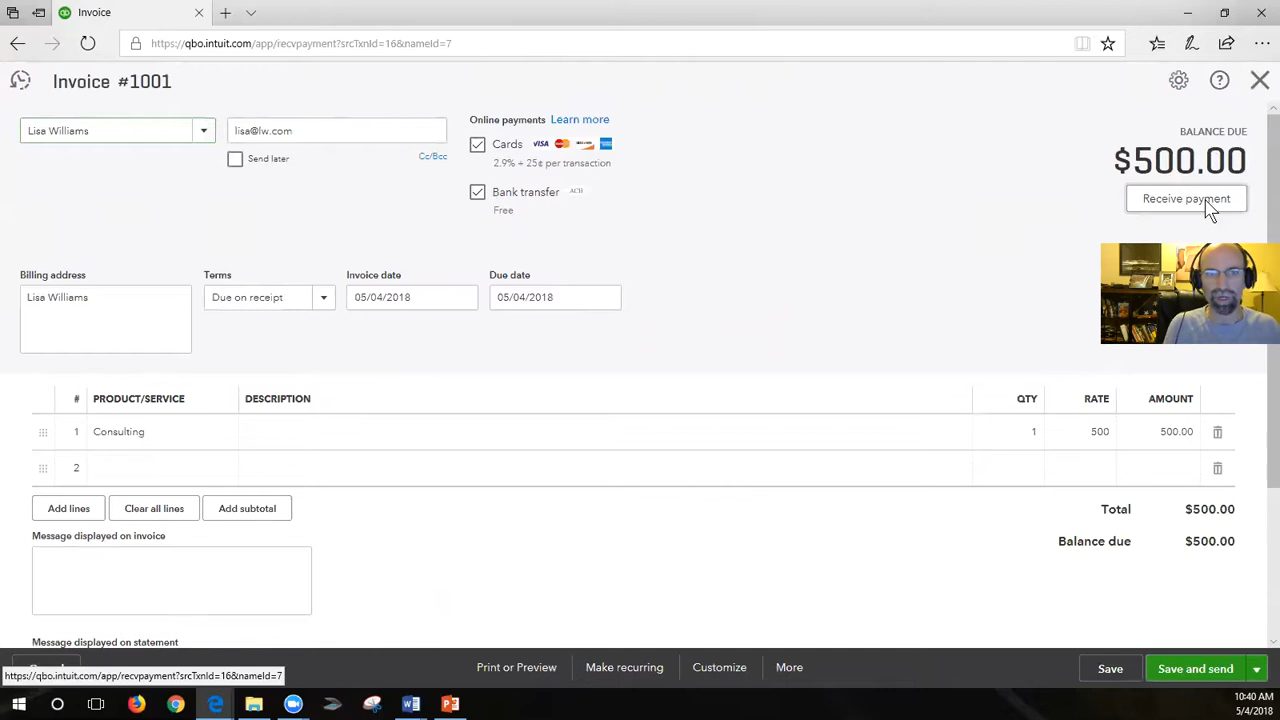 Invoice
https://qbo.intuit.com/app/recvpayment?srcTxnId=16&nameId=7
Invoice #1001
Lisa Williams
lisa@lw.com
Send later
Cc/Bcc
Online payments Learn more
Cards VISA
2.9% + 25¢ per transaction
Bank transfer ACH
Free
BALANCE DUE
$500.00
Receive payment
Billing address
Lisa Williams
Terms
Due on receipt
Invoice date
05/04/2018
Due date
05/04/2018
# PRODUCT/SERVICE DESCRIPTION QTY RATE AMOUNT
1 Consulting 1 500 500.00
2
Add lines Clear all lines Add subtotal
Total $500.00
Balance due $500.00
Message displayed on invoice
Message displayed on statement
Print or Preview Make recurring Customize More
Save Save and send
https://qbo.intuit.com/app/recvpayment?srcTxnId=16&nameId=7
10:40 AM
5/4/2018